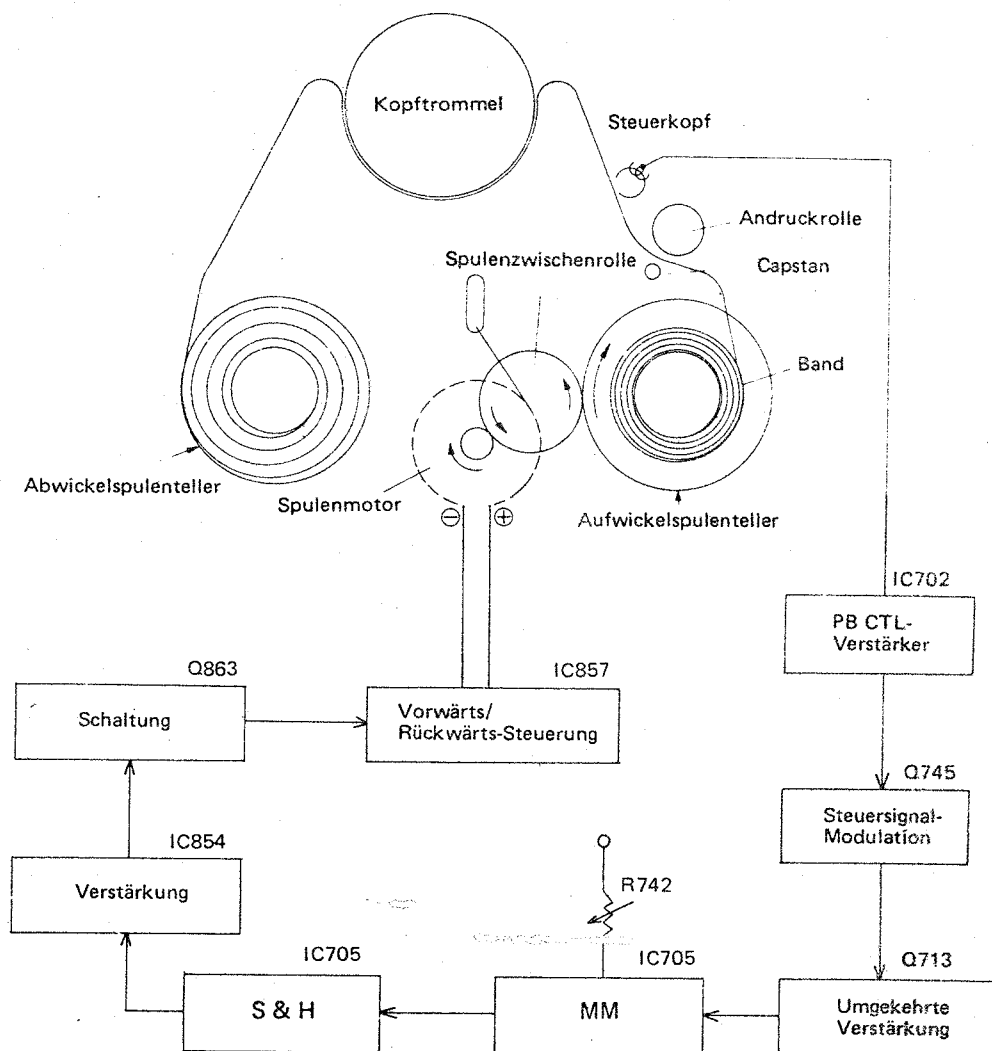 Kopftrommel
Steuerkopf
Andruckrolle
Spulenzwischenrolle
Capstan
Band
Abwickelspulenteller
Spulenmotor
Aufwickelspulenteller
⊖ ⊕
IC702
PB CTL-
Verstärker
Q863
Schaltung
IC857
Vorwärts/
Rückwärts-Steuerung
Q745
Steuersignal-
Modulation
IC854
Verstärkung
R742
IC705
S & H
IC705
MM
Q713
Umgekehrte
Verstärkung